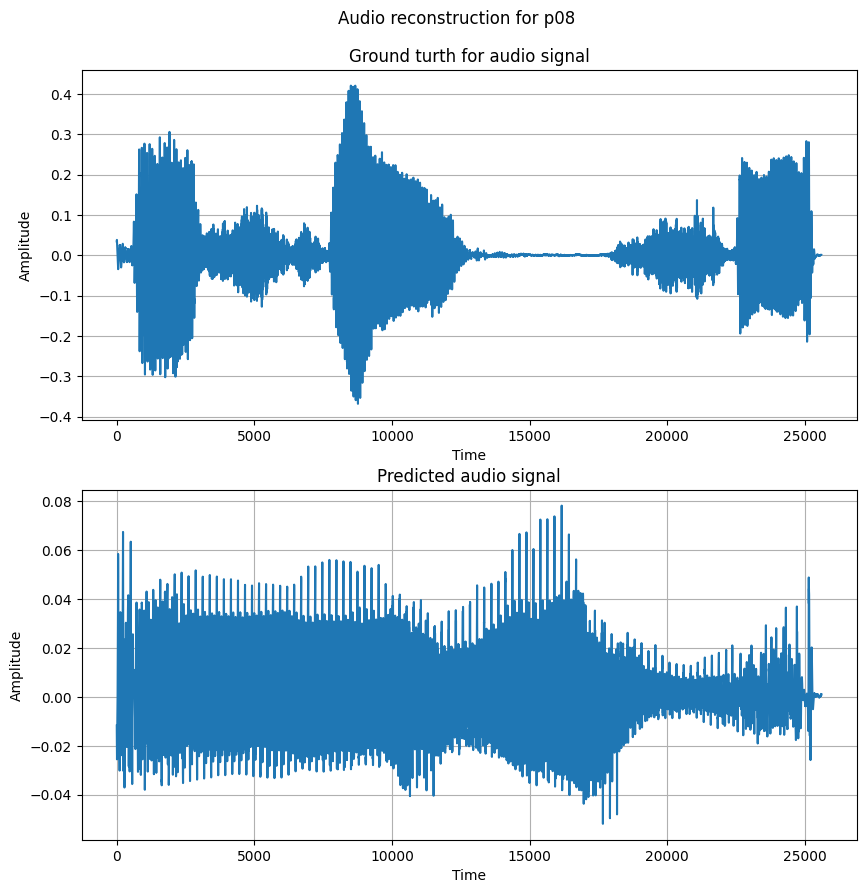 Audio reconstruction for p08
Ground turth for audio signal
0.4
0.3
0.2
0.1
0.0
−0.1
−0.2
−0.3
−0.4
Amplitude
0 5000 10000 15000 20000 25000
Time
Predicted audio signal
0.08
0.06
0.04
0.02
0.00
−0.02
−0.04
Amplitude
0 5000 10000 15000 20000 25000
Time